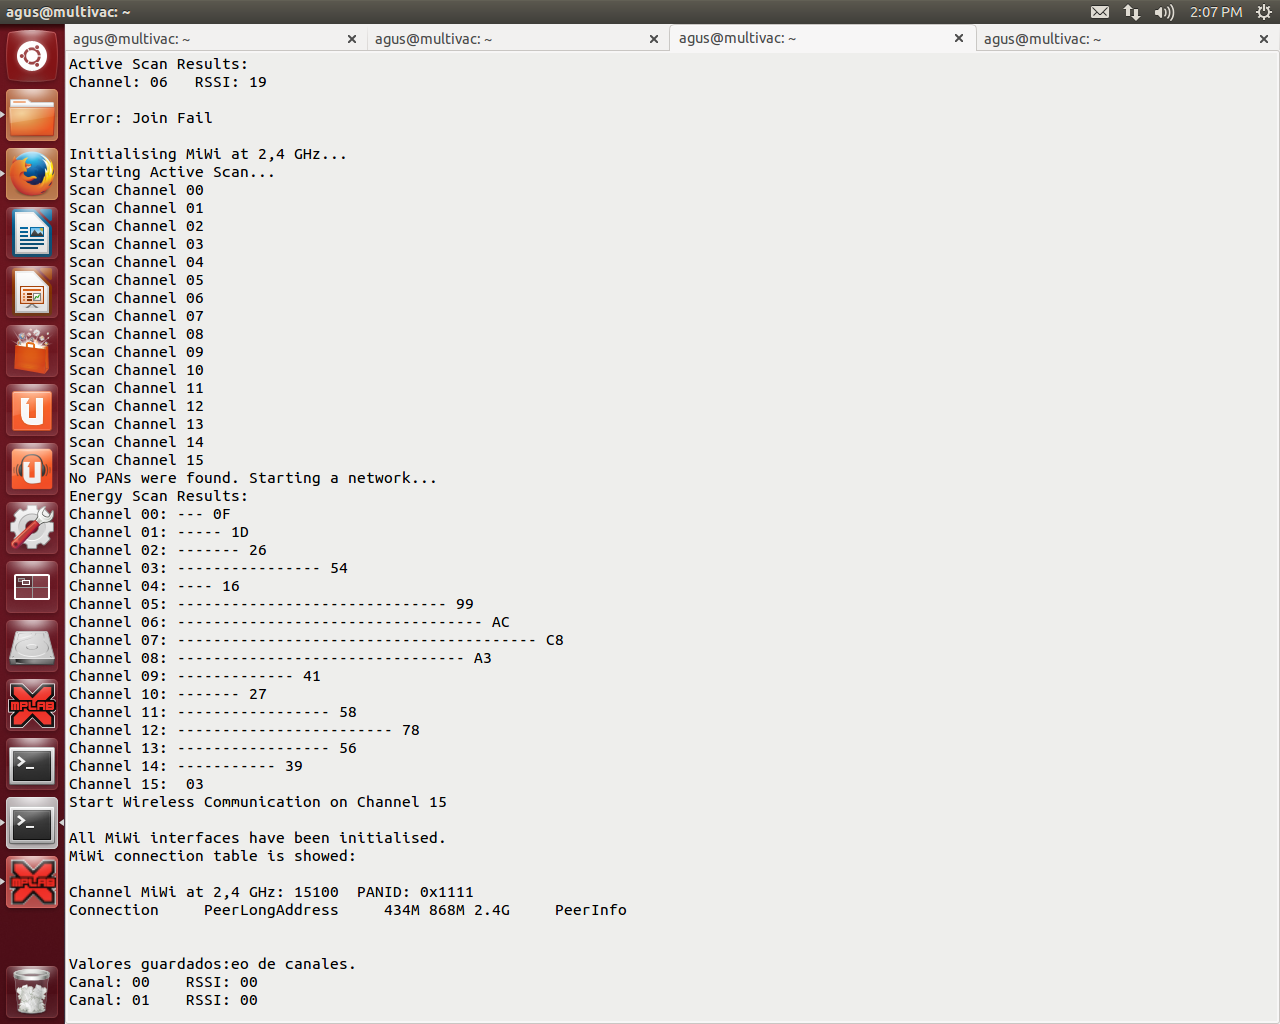 agus@multivac: ~
2:07 PM
agus@multivac: ~ agus@multivac: ~ agus@multivac: ~ agus@multivac: ~
Active Scan Results:
Channel: 06   RSSI: 19
Error: Join Fail
Initialising MiWi at 2,4 GHz...
Starting Active Scan...
Scan Channel 00
Scan Channel 01
Scan Channel 02
Scan Channel 03
Scan Channel 04
Scan Channel 05
Scan Channel 06
Scan Channel 07
Scan Channel 08
Scan Channel 09
Scan Channel 10
Scan Channel 11
Scan Channel 12
Scan Channel 13
Scan Channel 14
Scan Channel 15
No PANs were found. Starting a network...
Energy Scan Results:
Channel 00: --- 0F
Channel 01: ----- 1D
Channel 02: ------- 26
Channel 03: ---------------- 54
Channel 04: ---- 16
Channel 05: ------------------------------ 99
Channel 06: ---------------------------------- AC
Channel 07: ---------------------------------------- C8
Channel 08: -------------------------------- A3
Channel 09: ------------- 41
Channel 10: ------- 27
Channel 11: ----------------- 58
Channel 12: ------------------------ 78
Channel 13: ----------------- 56
Channel 14: ----------- 39
Channel 15:  03
Start Wireless Communication on Channel 15
All MiWi interfaces have been initialised.
MiWi connection table is showed:
Channel MiWi at 2,4 GHz: 15100  PANID: 0x1111
Connection     PeerLongAddress     434M 868M 2.4G     PeerInfo
Valores guardados:eo de canales.
Canal: 00    RSSI: 00
Canal: 01    RSSI: 00
MPLAB
MPLAB